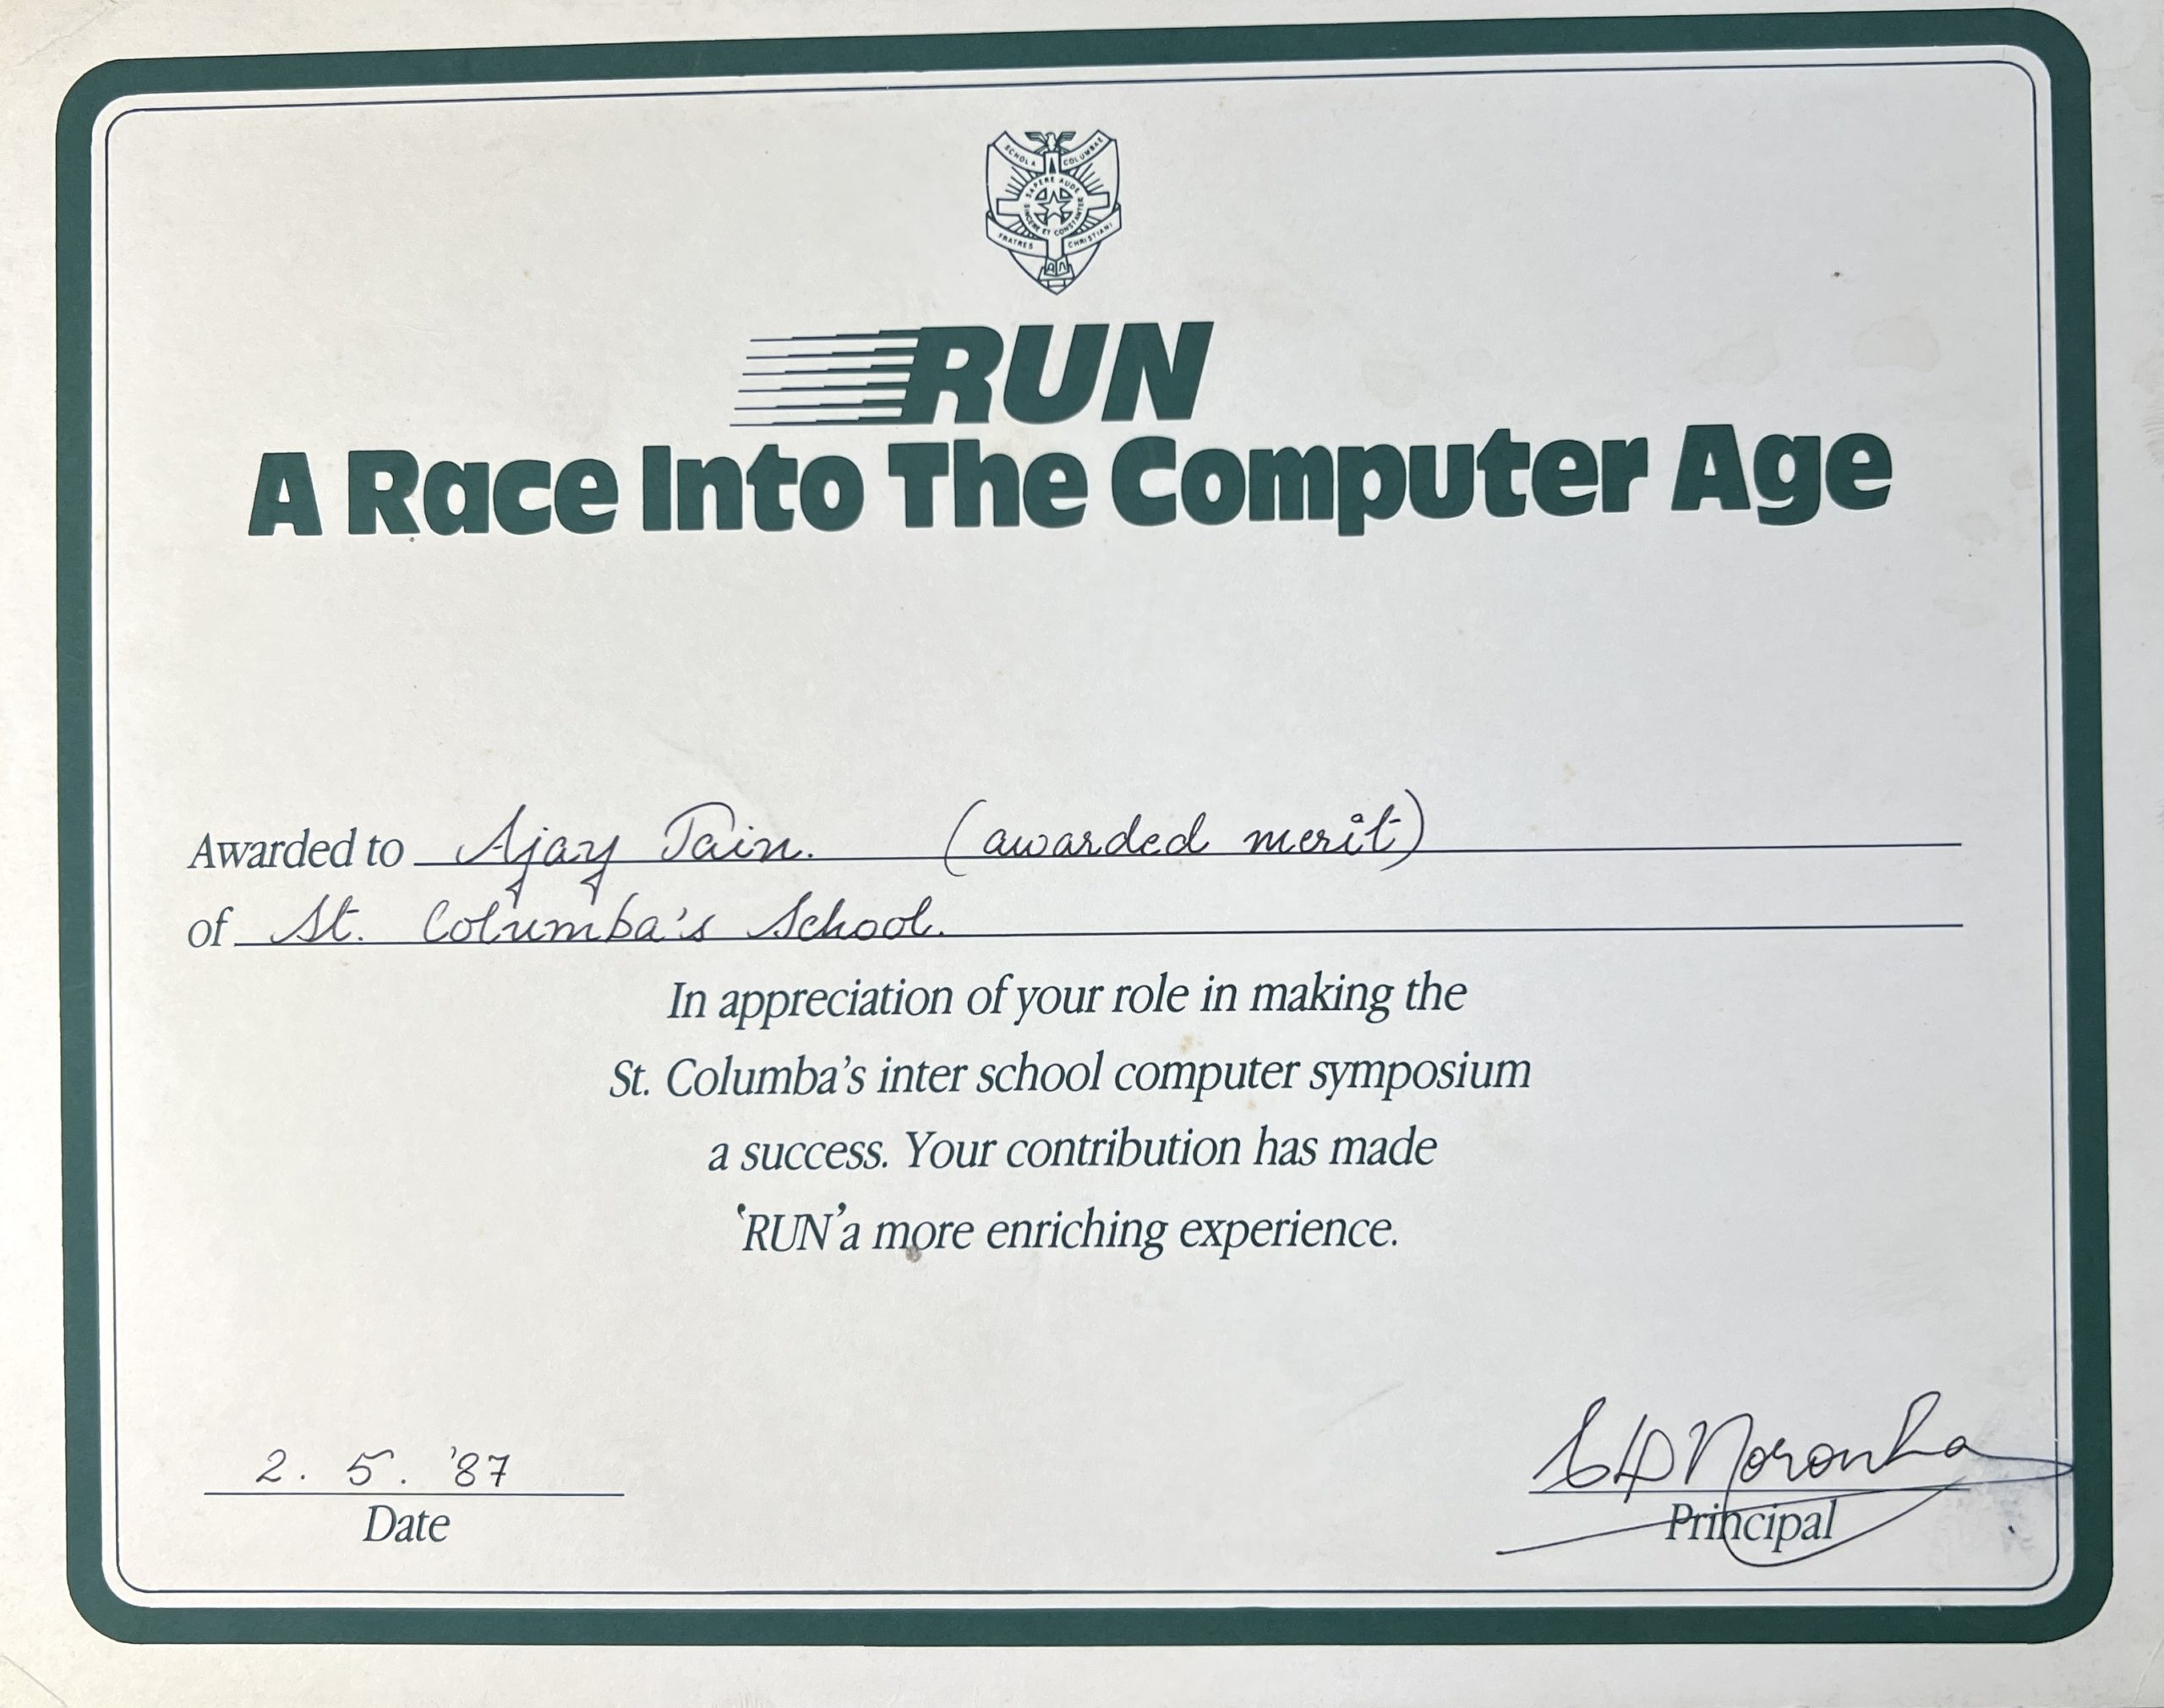 SCHOLA COLUMBAE
SAPERE AUDE
SINCERE ET CONSTANTER
FRATRES CHRISTIANI
RUN
A Race Into The Computer Age
Awarded to Ajay Jain. (awarded merit)
of St. Columba's School.
In appreciation of your role in making the
St. Columba's inter school computer symposium
a success. Your contribution has made
'RUN' a more enriching experience.
2. 5. '87
Noronha
Date
Principal